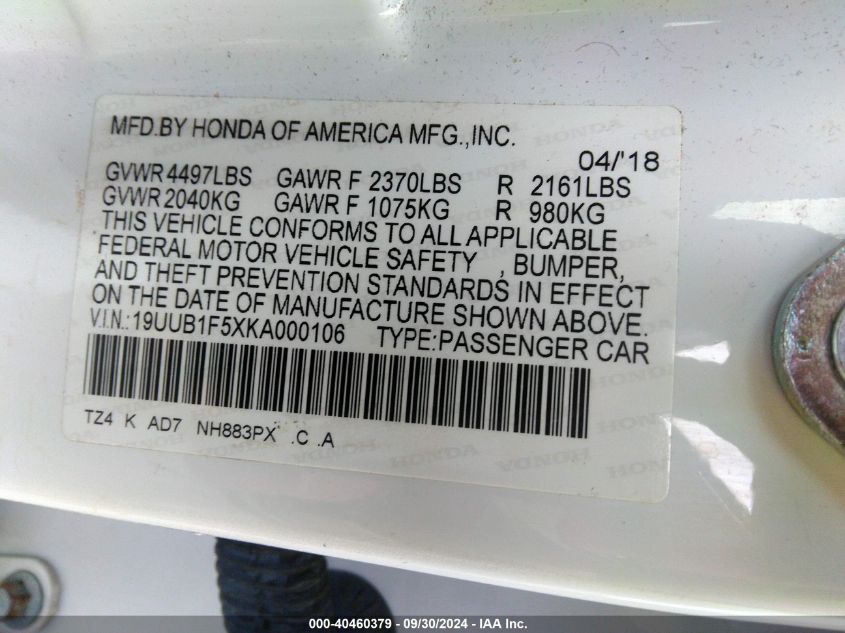 MFD.BY HONDA OF AMERICA MFG.,INC.
04/'18
GVWR 4497LBS GAWR F 2370LBS R 2161LBS
GVWR 2040KG GAWR F 1075KG R 980KG
THIS VEHICLE CONFORMS TO ALL APPLICABLE
FEDERAL MOTOR VEHICLE SAFETY , BUMPER,
AND THEFT PREVENTION STANDARDS IN EFFECT
ON THE DATE OF MANUFACTURE SHOWN ABOVE.
V.I.N.:19UUB1F5XKA000106 TYPE:PASSENGER CAR
TZ4 K AD7 NH883PX .C .A
000-40460379 - 09/30/2024 - IAA Inc.